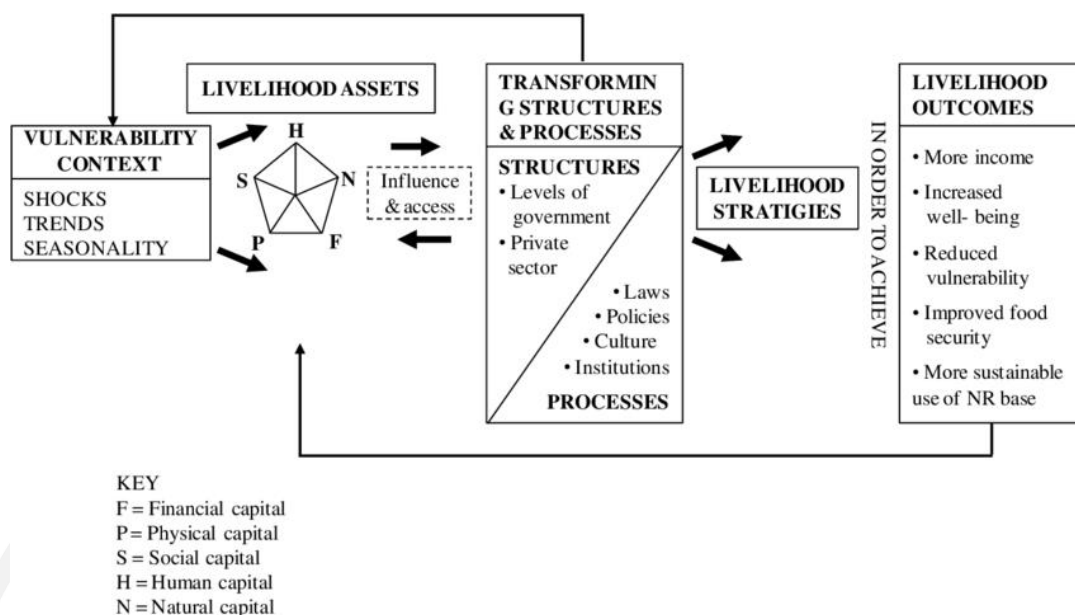 LIVELIHOOD ASSETS
VULNERABILITY
CONTEXT
SHOCKS
TRENDS
SEASONALITY
H
S
N
P
F
Influence
& access
TRANSFORMIN
G STRUCTURES
& PROCESSES
STRUCTURES
• Levels of
government
• Private
sector
• Laws
• Policies
• Culture
• Institutions
PROCESSES
LIVELIHOOD
STRATIGIES
IN ORDER TO ACHIEVE
LIVELIHOOD
OUTCOMES
• More income
• Increased
well- being
• Reduced
vulnerability
• Improved food
security
• More sustainable
use of NR base
KEY
F = Financial capital
P = Physical capital
S = Social capital
H = Human capital
N = Natural capital